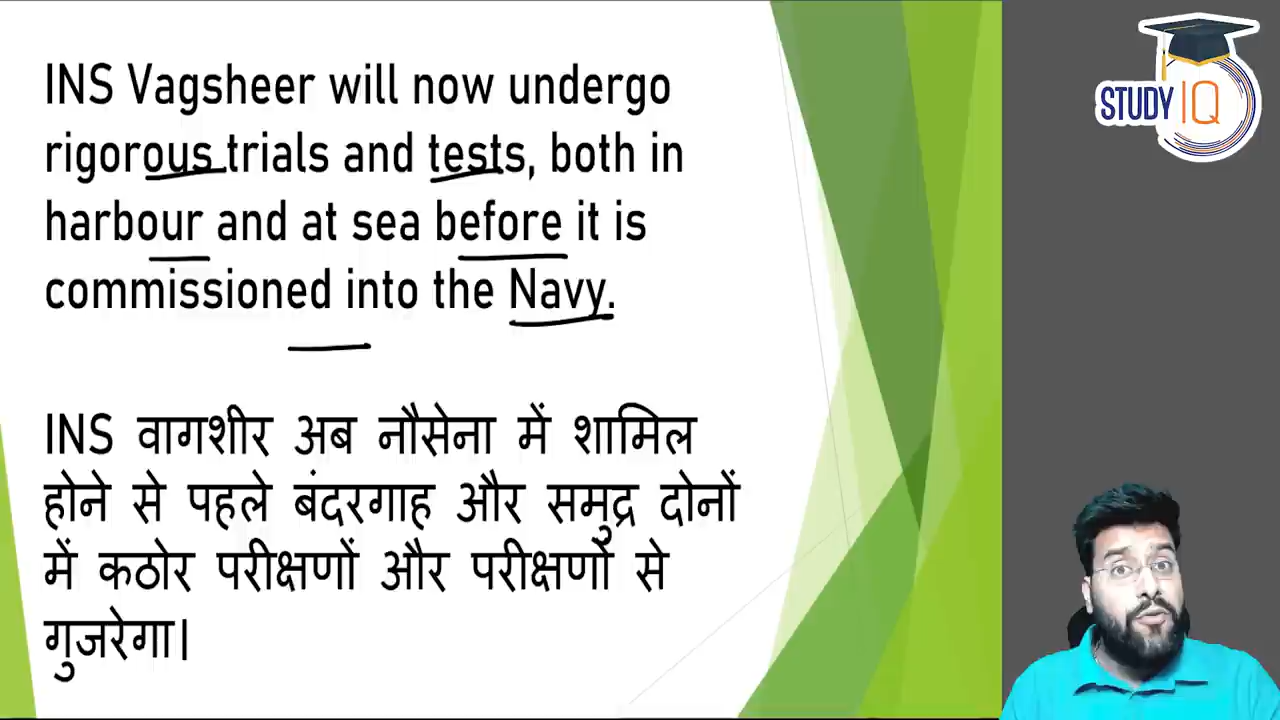 INS Vagsheer will now undergo
rigorous trials and tests, both in
harbour and at sea before it is
commissioned into the Navy.
INS वागशीर अब नौसेना में शामिल
होने से पहले बंदरगाह और समुद्र दोनों
में कठोर परीक्षणों और परीक्षणों से
गुजरेगा।
STUDY IQ